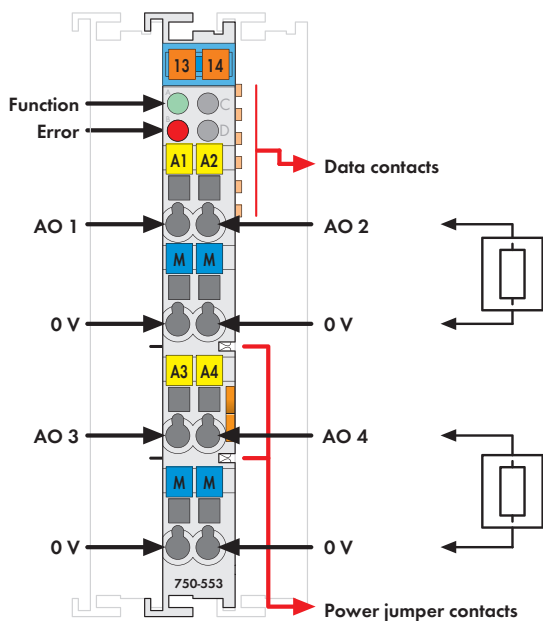 13 14
A C
Function
Error
B D
A1 A2
Data contacts
AO 1
AO 2
M M
0 V
0 V
A3 A4
AO 3
AO 4
M M
0 V
0 V
750-553
Power jumper contacts